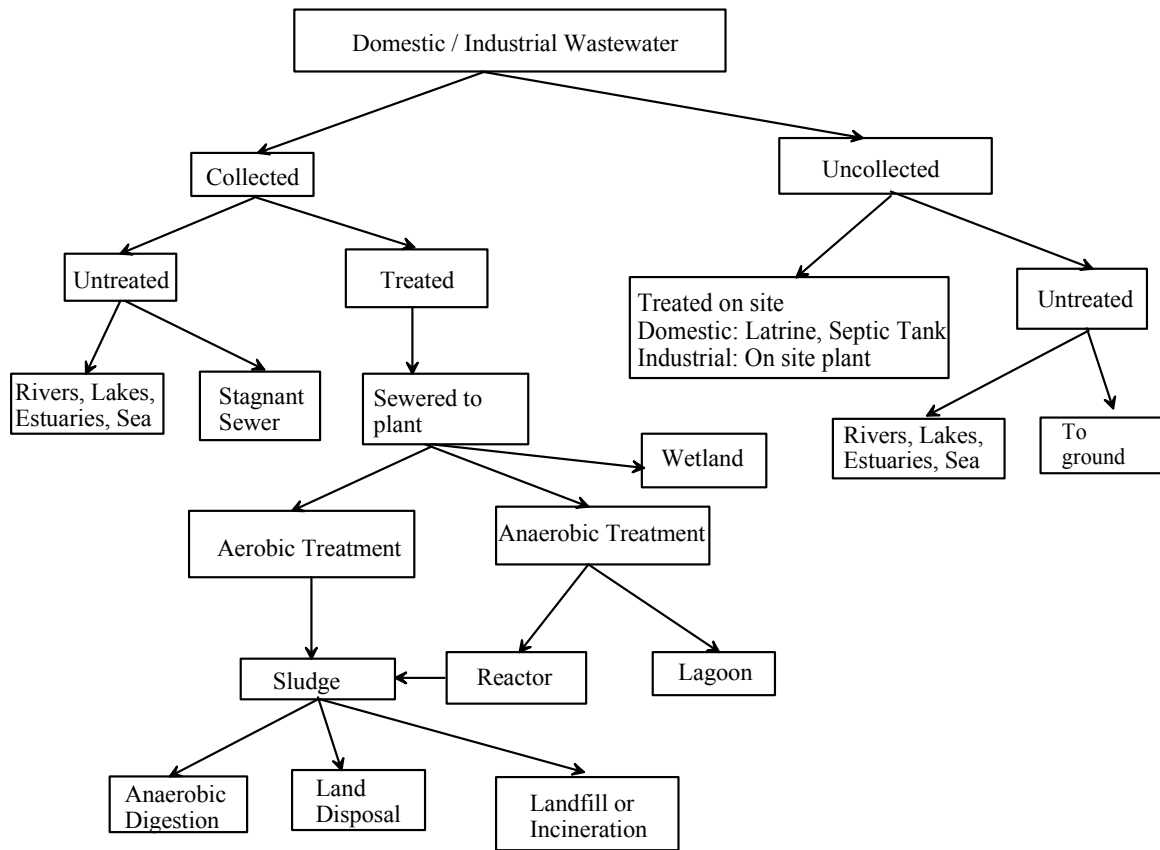 Domestic / Industrial Wastewater
Collected
Uncollected
Untreated
Treated
Treated on site
Domestic: Latrine, Septic Tank
Industrial: On site plant
Untreated
Rivers, Lakes,
Estuaries, Sea
Stagnant
Sewer
Sewered to
plant
Wetland
Rivers, Lakes,
Estuaries, Sea
To
ground
Aerobic Treatment
Anaerobic Treatment
Sludge
Reactor
Lagoon
Anaerobic
Digestion
Land
Disposal
Landfill or
Incineration